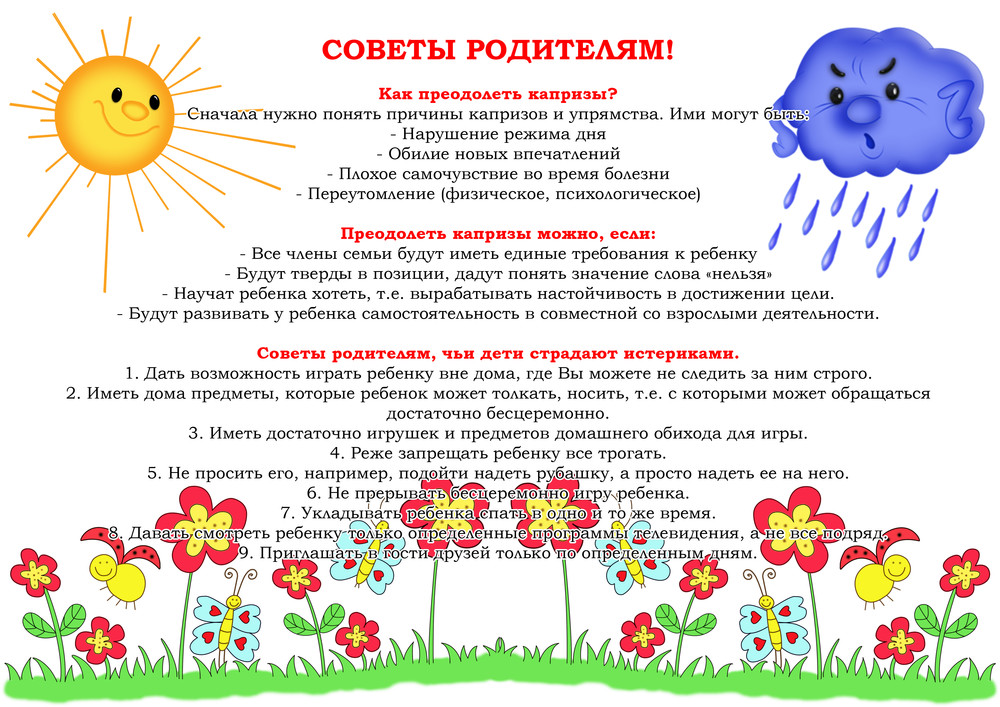 СОВЕТЫ РОДИТЕЛЯМ!
Как преодолеть капризы?
Сначала нужно понять причины капризов и упрямства. Ими могут быть:
- Нарушение режима дня
- Обилие новых впечатлений
- Плохое самочувствие во время болезни
- Переутомление (физическое, психологическое)
Преодолеть капризы можно, если:
- Все члены семьи будут иметь единые требования к ребенку
- Будут тверды в позиции, дадут понять значение слова «нельзя»
- Научат ребенка хотеть, т.е. вырабатывать настойчивость в достижении цели.
- Будут развивать у ребенка самостоятельность в совместной со взрослыми деятельности.
Советы родителям, чьи дети страдают истериками.
1. Дать возможность играть ребенку вне дома, где Вы можете не следить за ним строго.
2. Иметь дома предметы, которые ребенок может толкать, носить, т.е. с которыми может обращаться
достаточно бесцеремонно.
3. Иметь достаточно игрушек и предметов домашнего обихода для игры.
4. Реже запрещать ребенку все трогать.
5. Не просить его, например, подойти надеть рубашку, а просто надеть ее на него.
6. Не прерывать бесцеремонно игру ребенка.
7. Укладывать ребенка спать в одно и то же время.
8. Давать смотреть ребенку только определенные программы телевидения, а не все подряд.
9. Приглашать в гости друзей только по определенным дням.